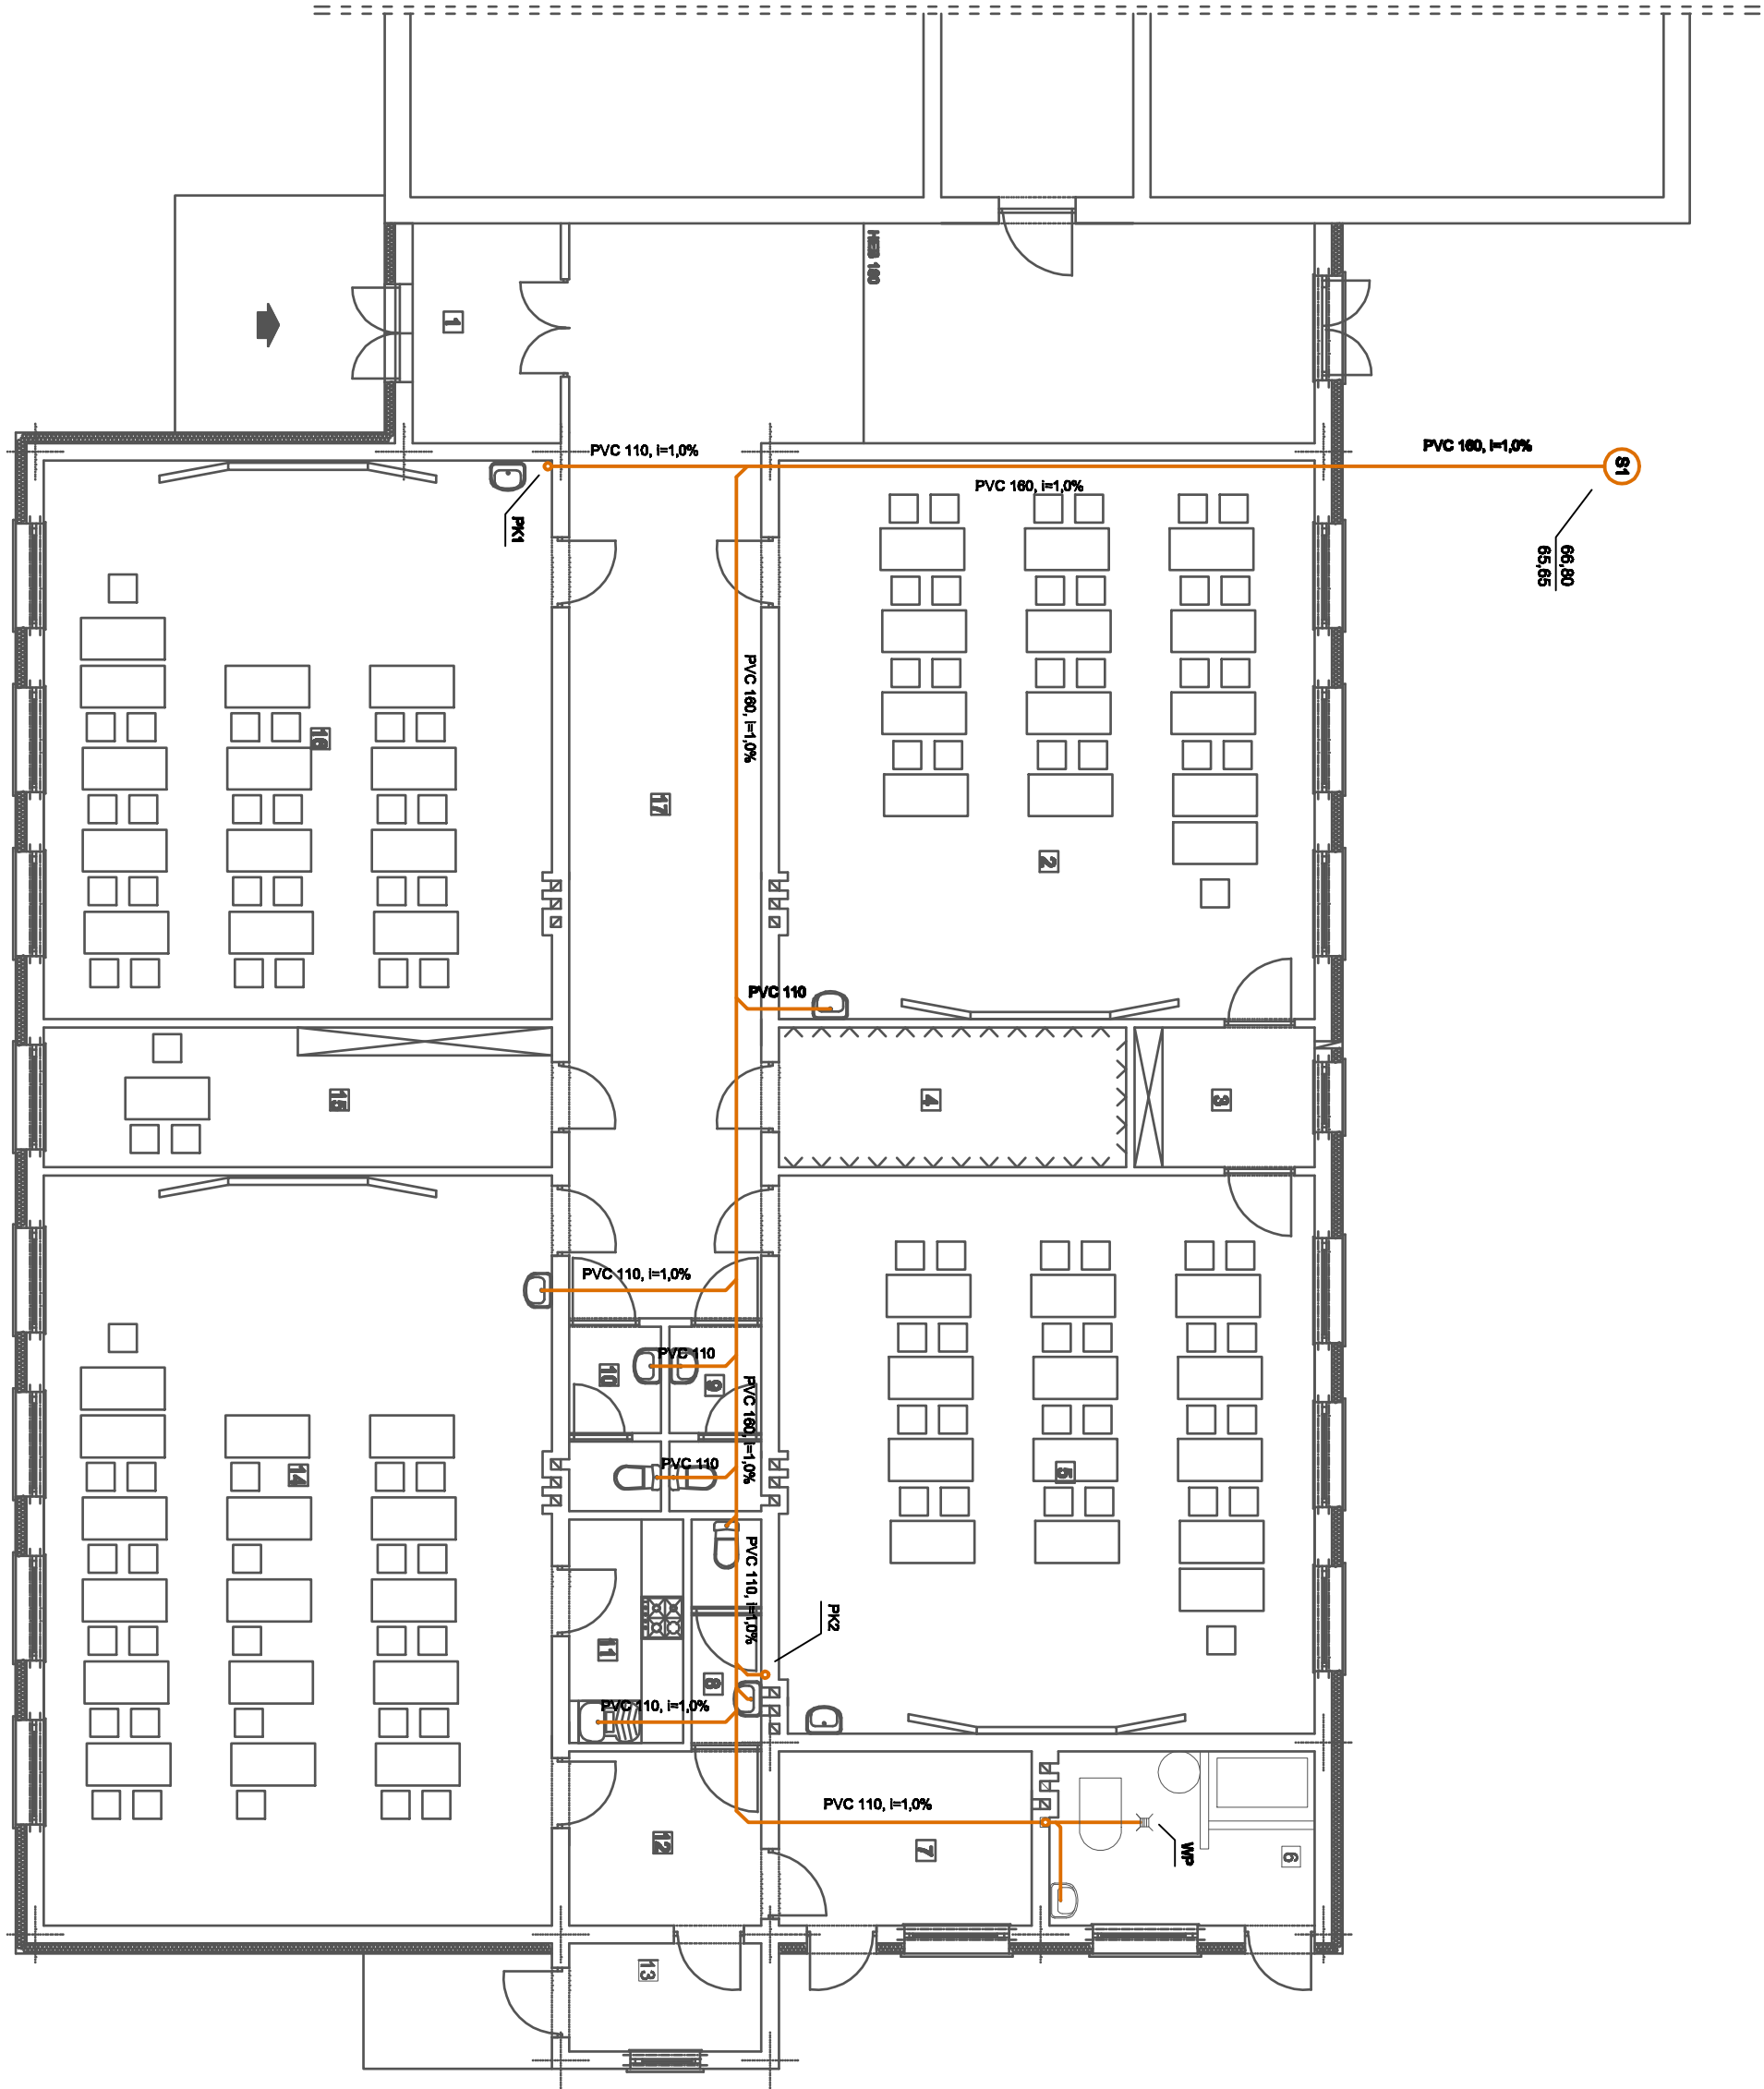 HEB 180
1
PVC 110, i=1,0%
PVC 160, i=1,0%
S1
PVC 160, i=1,0%
PK1
66,80
65,65
PVC 160, i=1,0%
16
17
2
PVC 110
15
4
3
PVC 110, i=1,0%
PVC 110
10
9
PVC 160, i=1,0%
PVC 110
14
5
PVC 110, i=1,0%
PK2
11
8
PVC 110, i=1,0%
PVC 110, i=1,0%
12
7
WP
6
13